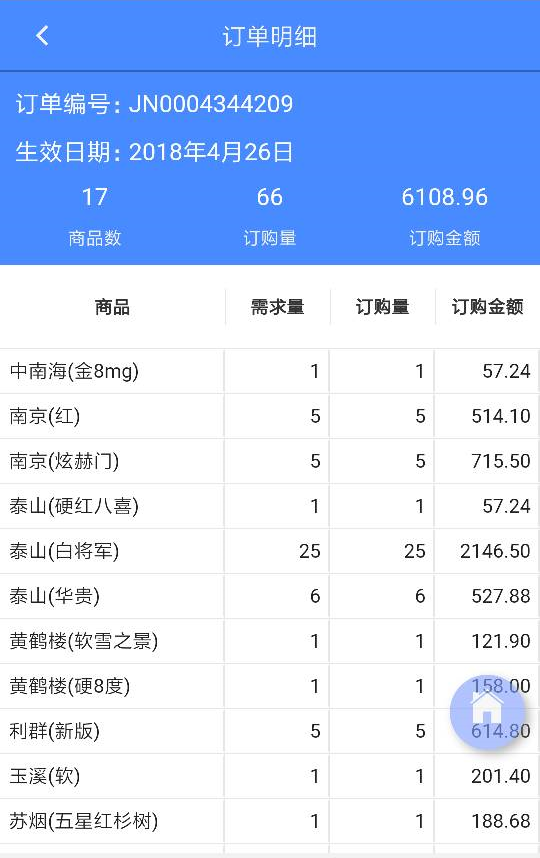 订单明细
订单编号: JN0004344209
生效日期: 2018年4月26日
17 66 6108.96
商品数 订购量 订购金额
商品 需求量 订购量 订购金额
中南海(金8mg) 1 1 57.24
南京(红) 5 5 514.10
南京(炫赫门) 5 5 715.50
泰山(硬红八喜) 1 1 57.24
泰山(白将军) 25 25 2146.50
泰山(华贵) 6 6 527.88
黄鹤楼(软雪之景) 1 1 121.90
黄鹤楼(硬8度) 1 1 158.00
利群(新版) 5 5 614.80
玉溪(软) 1 1 201.40
苏烟(五星红杉树) 1 1 188.68